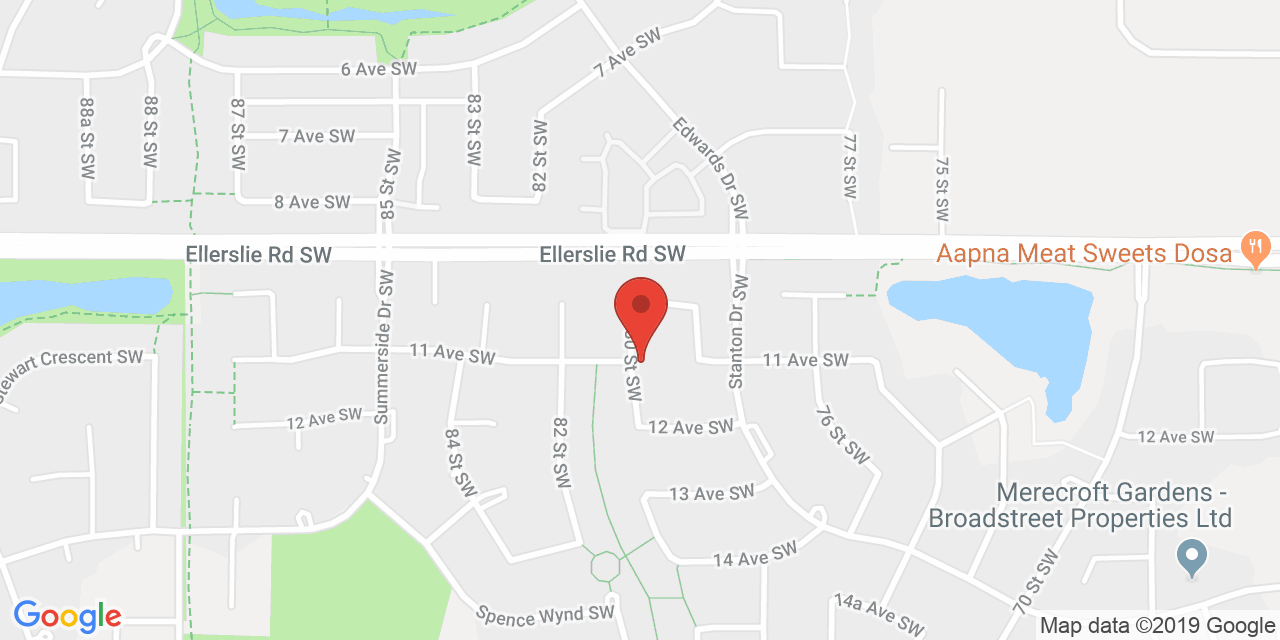 7 Ave SW
6 Ave SW
88a St SW
88 St SW
87 St SW
83 St SW
7 Ave SW
82 St SW
Edwards Dr SW
77 St SW
75 St SW
85 St SW
8 Ave SW
Ellerslie Rd SW
Ellerslie Rd SW
Aapna Meat Sweets Dosa
Summerside Dr SW
Stanton Dr SW
Stewart Crescent SW
11 Ave SW
St SW
11 Ave SW
12 Ave SW
84 St SW
82 St SW
12 Ave SW
76 St SW
12 Ave SW
13 Ave SW
Merecroft Gardens -
Broadstreet Properties Ltd
14 Ave SW
70 St SW
14a Ave SW
Spence Wynd SW
Google
Map data ©2019 Google